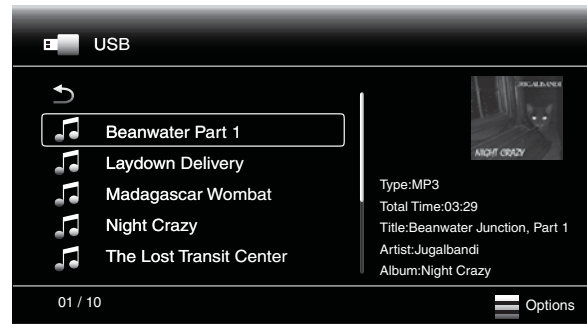 USB
Beanwater Part 1
Laydown Delivery
Madagascar Wombat
Night Crazy
The Lost Transit Center
JUGALBANDI
NIGHT CRAZY
Type:MP3
Total Time:03:29
Title:Beanwater Junction, Part 1
Artist:Jugalbandi
Album:Night Crazy
01 / 10
Options